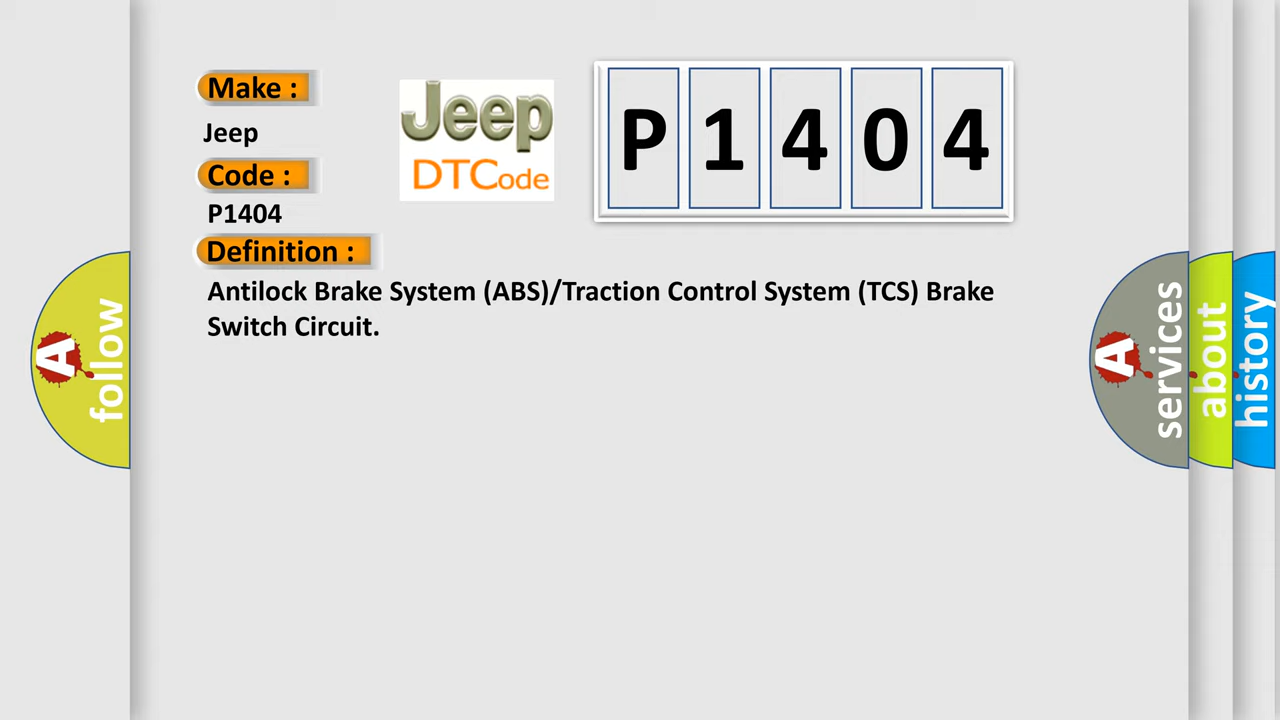 Make :
Jeep
Code :
P1404
Definition :
Antilock Brake System (ABS)/Traction Control System (TCS) Brake
Switch Circuit.
Jeep
DTCode
P 1 4 0 4
A follow
A services
about
history